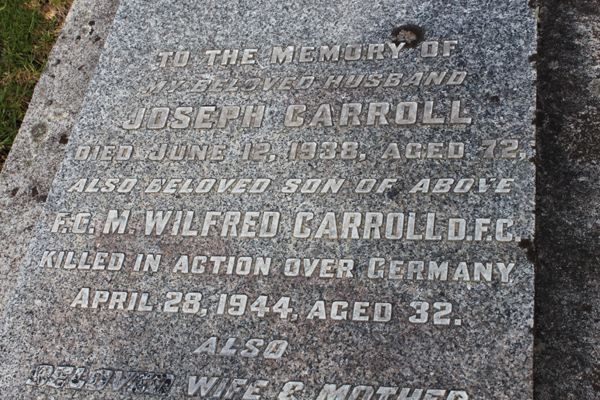 TO THE MEMORY OF
MY BELOVED HUSBAND
JOSEPH CARROLL
DIED JUNE 12, 1938, AGED 72,
ALSO BELOVED SON OF ABOVE
F.C. M. WILFRED CARROLL D.F.C.
KILLED IN ACTION OVER GERMANY
APRIL 28, 1944, AGED 32.
ALSO
BELOVED WIFE & MOTHER